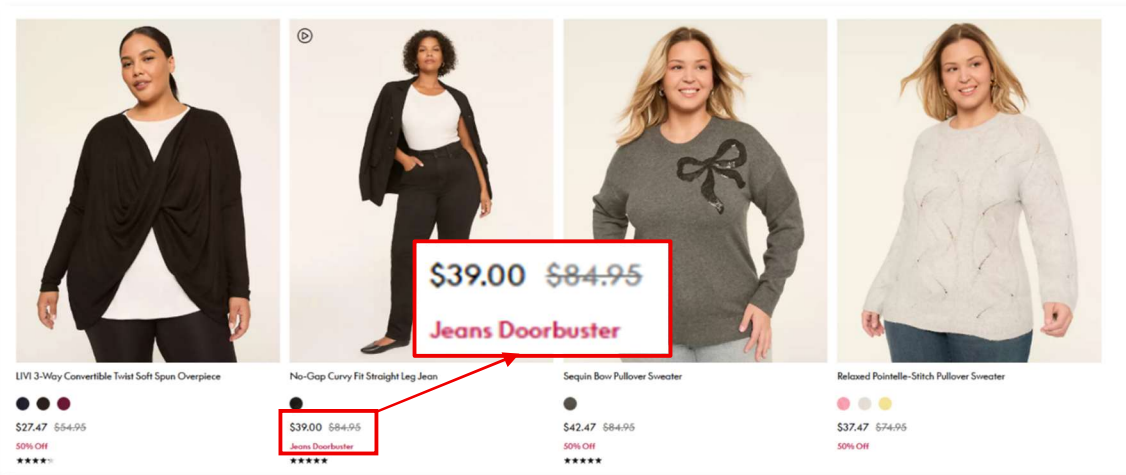 $39.00 $84.95
Jeans Doorbuster
LIVI 3-Way Convertible Twist Soft Spun Overpiece
$27.47 $54.95
50% Off
No-Gap Curvy Fit Straight Leg Jean
$39.00 $84.95
Jeans Doorbuster
Sequin Bow Pullover Sweater
$42.47 $84.95
50% Off
Relaxed Pointelle-Stitch Pullover Sweater
$37.47 $74.95
50% Off